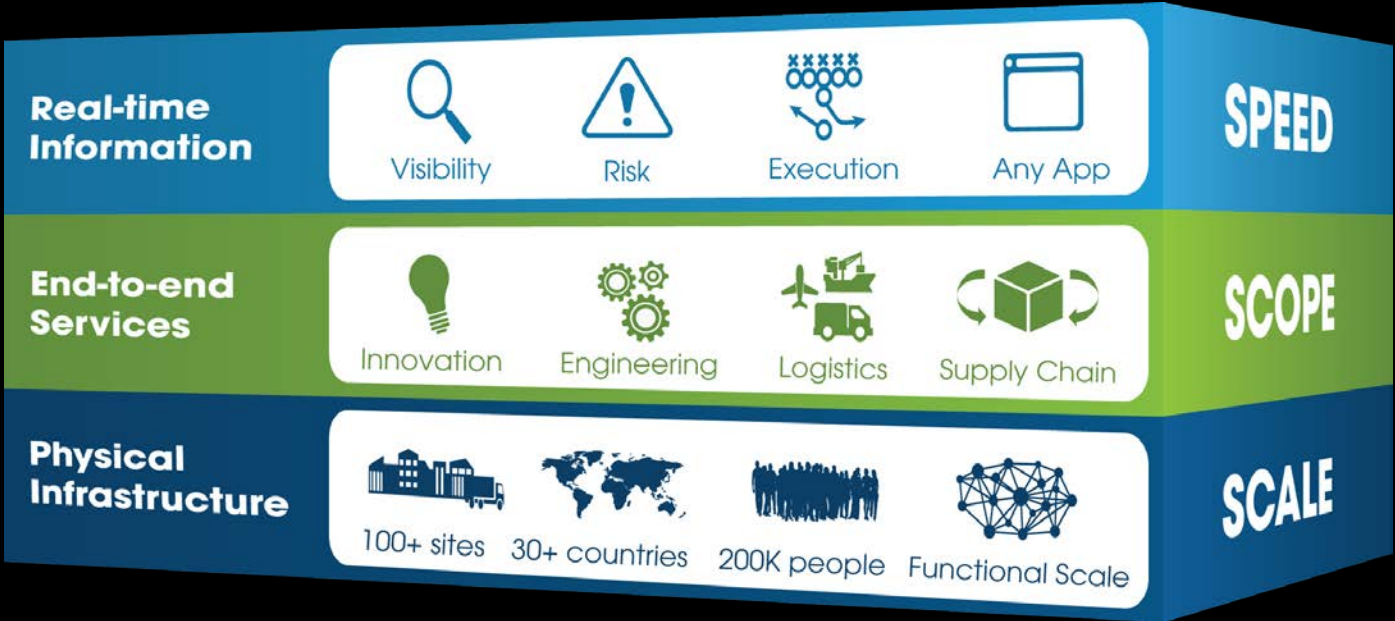 Real-time
Information
Visibility
Risk
Execution
Any App
SPEED
End-to-end
Services
Innovation
Engineering
Logistics
Supply Chain
SCOPE
Physical
Infrastructure
100+ sites
30+ countries
200K people
Functional Scale
SCALE